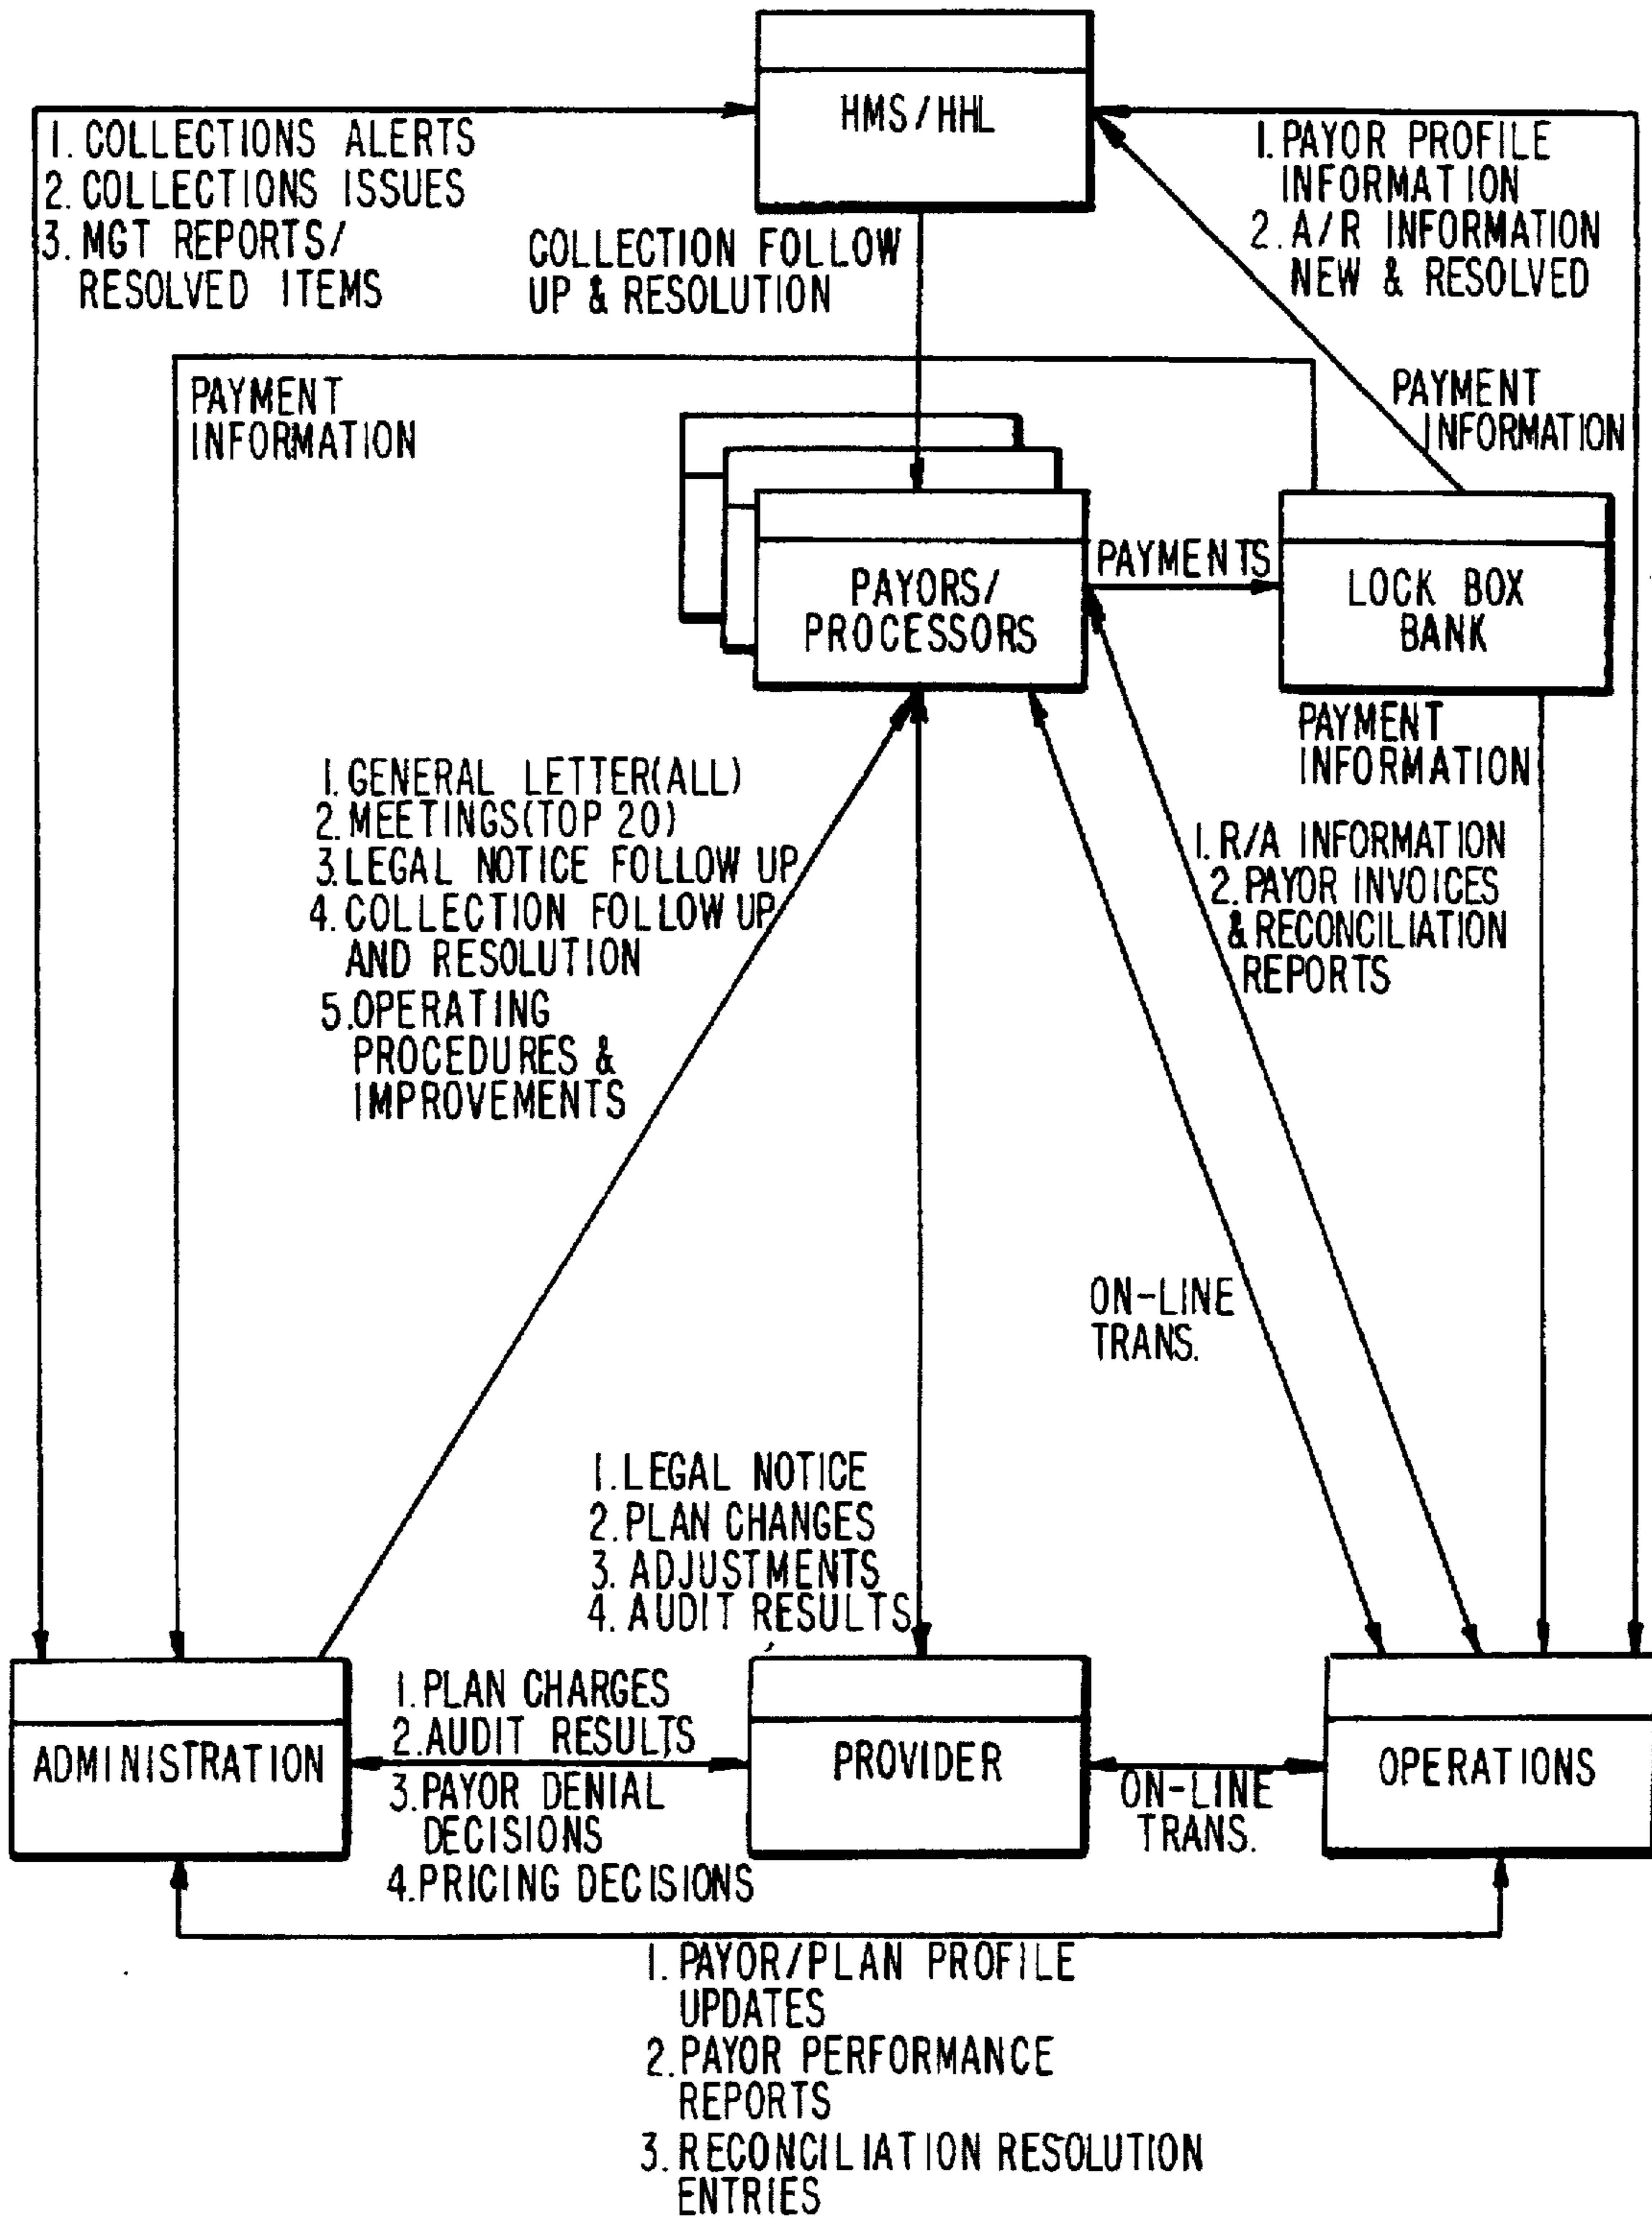 HMS/HHL
1. COLLECTIONS ALERTS
2. COLLECTIONS ISSUES
3. MGT REPORTS/
RESOLVED ITEMS
COLLECTION FOLLOW
UP & RESOLUTION
1. PAYOR PROFILE
INFORMATION
2. A/R INFORMATION
NEW & RESOLVED
PAYMENT
INFORMATION
PAYMENT
INFORMATION
PAYORS/
PROCESSORS
PAYMENTS
LOCK BOX
BANK
PAYMENT
INFORMATION
1. GENERAL LETTER(ALL)
2. MEETINGS(TOP 20)
3. LEGAL NOTICE FOLLOW UP
4. COLLECTION FOLLOW UP
AND RESOLUTION
5. OPERATING
PROCEDURES &
IMPROVEMENTS
1. R/A INFORMATION
2. PAYOR INVOICES
& RECONCILIATION
REPORTS
ON-LINE
TRANS.
1. LEGAL NOTICE
2. PLAN CHANGES
3. ADJUSTMENTS
4. AUDIT RESULTS
ADMINISTRATION
1. PLAN CHARGES
2. AUDIT RESULTS
3. PAYOR DENIAL
DECISIONS
4. PRICING DECISIONS
PROVIDER
ON-LINE
TRANS.
OPERATIONS
1. PAYOR/PLAN PROFILE
UPDATES
2. PAYOR PERFORMANCE
REPORTS
3. RECONCILIATION RESOLUTION
ENTRIES